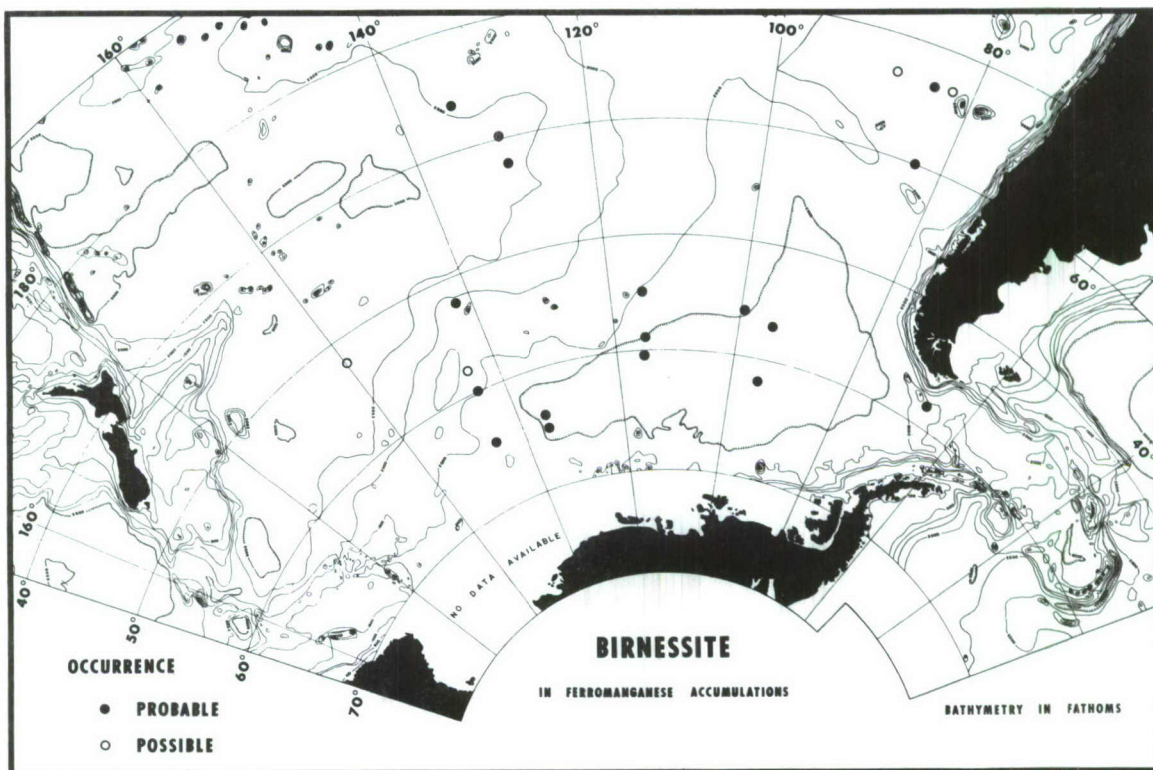 160°
140°
120°
100°
80°
180°
60°
160°
40°
40°
50°
60°
70°
NO DATA AVAILABLE
BIRNESSITE
IN FERROMANGANESE ACCUMULATIONS
BATHYMETRY IN FATHOMS
OCCURRENCE
PROBABLE
POSSIBLE